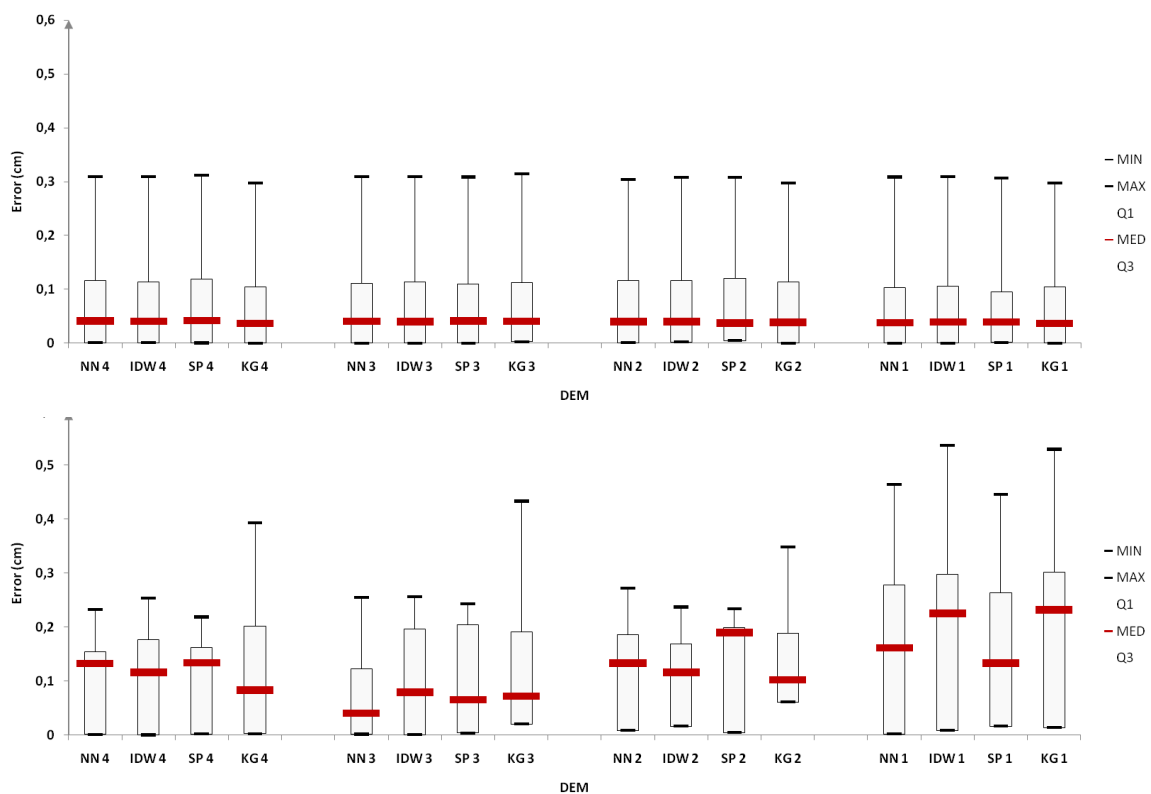 0,6
0,5
0,4
0,3
0,2
0,1
0
Error (cm)
NN 4 IDW 4 SP 4 KG 4 NN 3 IDW 3 SP 3 KG 3 NN 2 IDW 2 SP 2 KG 2 NN 1 IDW 1 SP 1 KG 1
DEM
MIN
MAX
Q1
MED
Q3
0,5
0,4
0,3
0,2
0,1
0
Error (cm)
NN 4 IDW 4 SP 4 KG 4 NN 3 IDW 3 SP 3 KG 3 NN 2 IDW 2 SP 2 KG 2 NN 1 IDW 1 SP 1 KG 1
DEM
MIN
MAX
Q1
MED
Q3